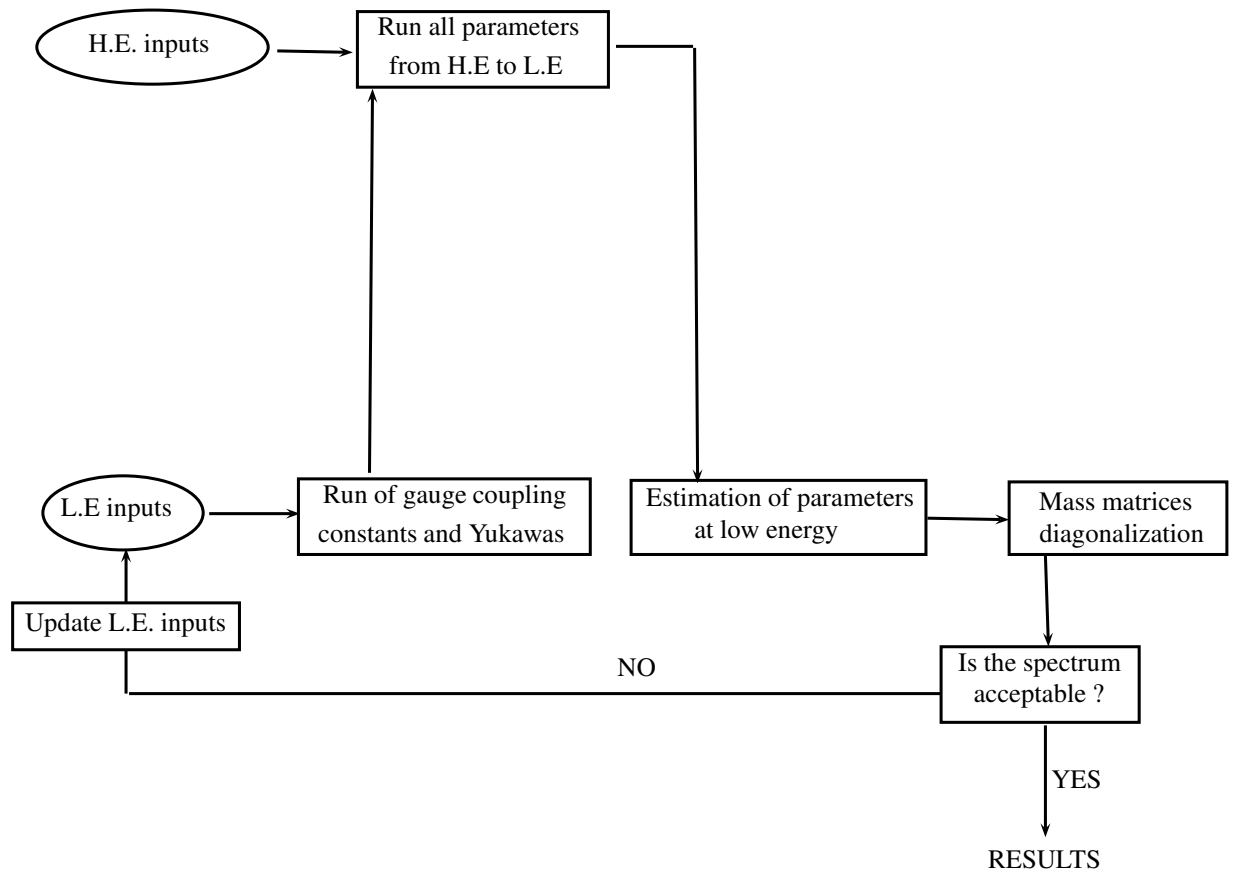 H.E. inputs
Run all parameters
from H.E to L.E
L.E inputs
Run of gauge coupling
constants and Yukawas
Estimation of parameters
at low energy
Mass matrices
diagonalization
Update L.E. inputs
Is the spectrum
acceptable ?
NO
YES
RESULTS